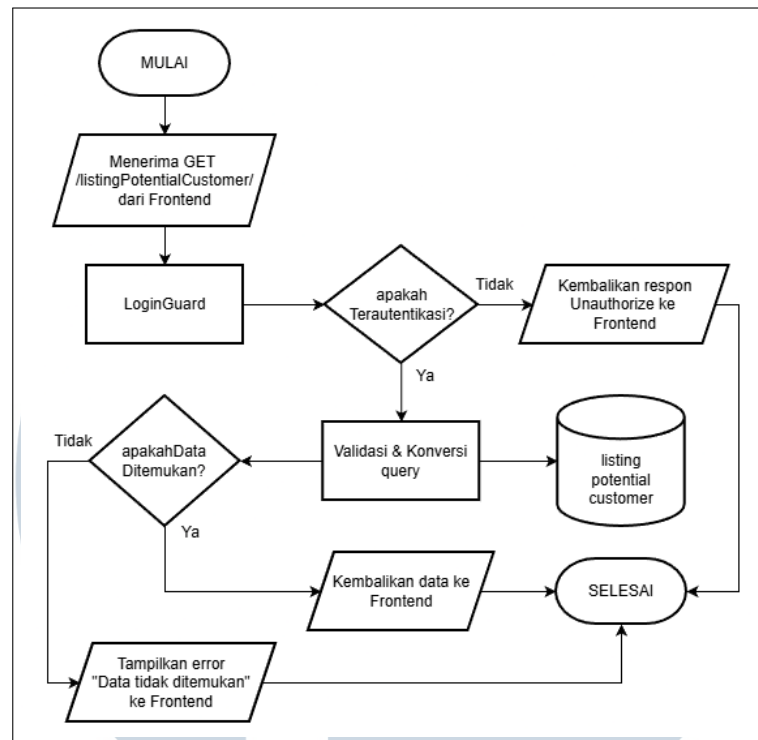 MULAI
Menerima GET
/listingPotentialCustomer/
dari Frontend
LoginGuard
apakah
Terautentikasi?
Tidak
Kembalikan respon
Unauthorize ke
Frontend
Ya
Validasi & Konversi
query
listing
potential
customer
apakahData
Ditemukan?
Tidak
Ya
Kembalikan data ke
Frontend
SELESAI
Tampilkan error
"Data tidak ditemukan"
ke Frontend